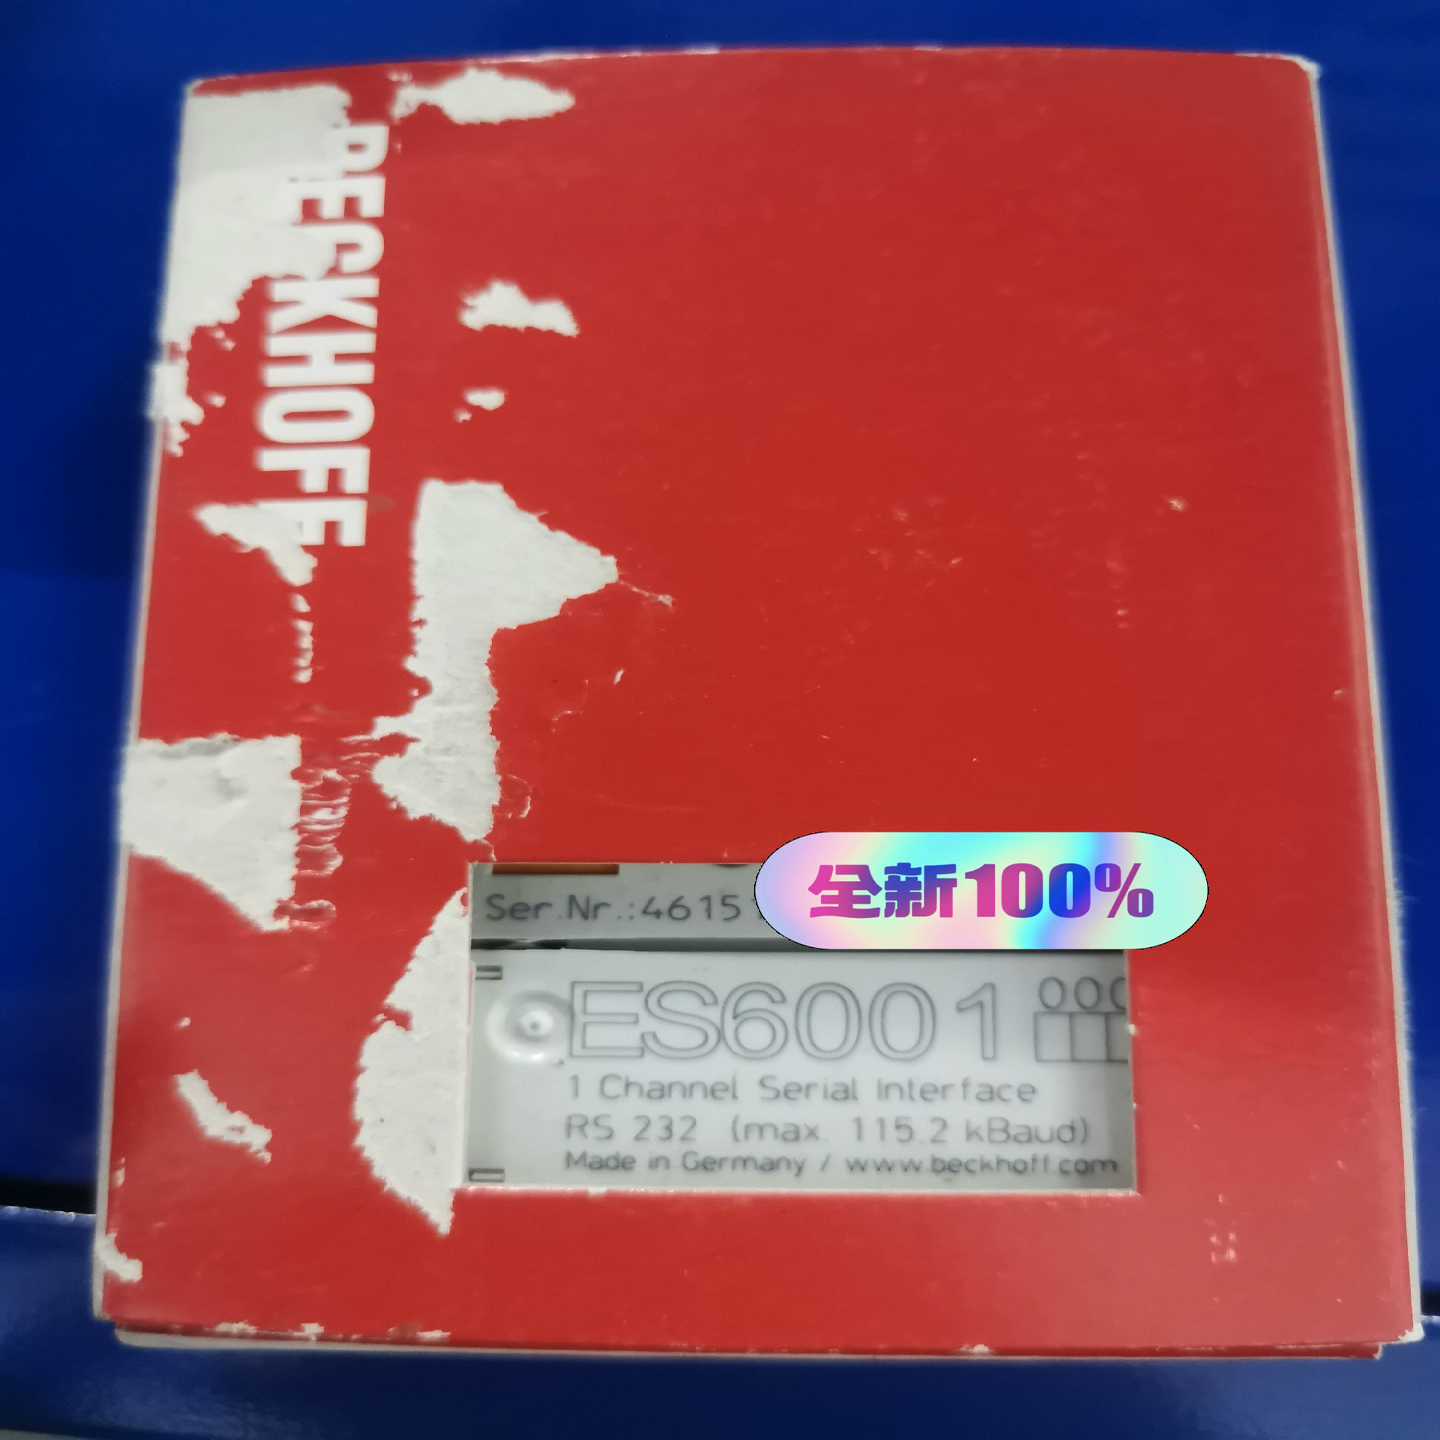 BECKHOFF
Ser.Nr.:4615
全新100%
ES6001
1 Channel Serial Interface
RS 232 (max. 115.2 kBaud)
Made in Germany / www.beckhoff.com